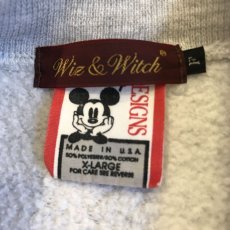 Wiz & Witch
DESIGNS
MADE IN U.S.A.
50% POLYESTER/50% COTTON
X-LARGE
FOR CARE SEE REVERSE